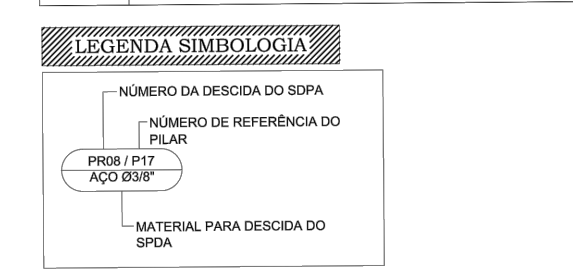 LEGENDA SIMBOLOGIA
NÚMERO DA DESCIDA DO SDPA
NÚMERO DE REFERÊNCIA DO
PILAR
PR08 / P17
AÇO Ø3/8"
MATERIAL PARA DESCIDA DO
SPDA